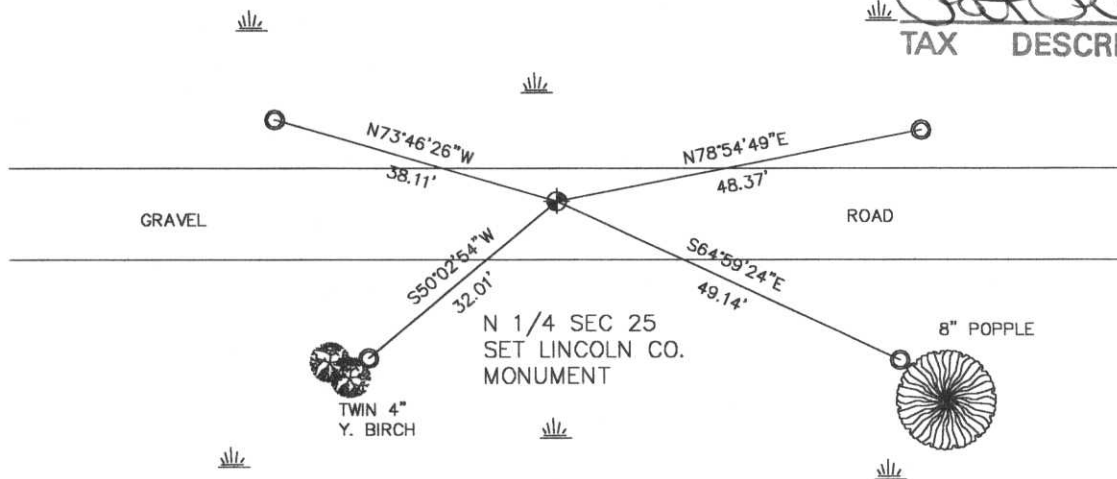 TAX DESCRI
N73°46'26"W
38.11'
N78°54'49"E
48.37'
GRAVEL
ROAD
S50°02'54"W
32.01'
S64°59'24"E
49.14'
N 1/4 SEC 25
SET LINCOLN CO.
MONUMENT
8" POPPLE
TWIN 4"
Y. BIRCH